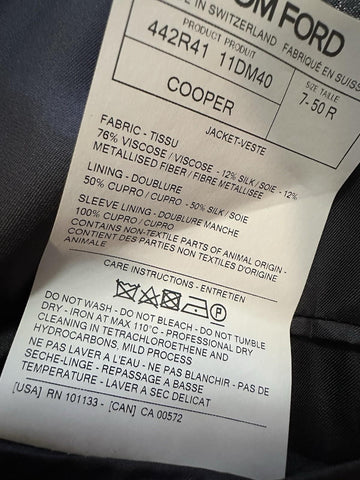 TOM FORD
E IN SWITZERLAND FABRIQUÉ EN SUISS
PRODUCT PRODUIT
442R41 11DM40
SIZE TAILLE
7-50 R
COOPER
JACKET-VESTE
FABRIC - TISSU
76% VISCOSE / VISCOSE - 12% SILK / SOIE - 12%
METALLISED FIBER / FIBRE METALLISÉE
LINING - DOUBLURE
50% CUPRO / CUPRO - 50% SILK / SOIE
SLEEVE LINING - DOUBLURE MANCHE
100% CUPRO / CUPRO
CONTAINS NON-TEXTILE PARTS OF ANIMAL ORIGIN -
CONTIENT DES PARTIES NON TEXTILES D'ORIGINE
ANIMALE
CARE INSTRUCTIONS - ENTRETIEN
P
DO NOT WASH - DO NOT BLEACH - DO NOT TUMBLE
DRY - IRON AT MAX 110°C - PROFESSIONAL DRY
CLEANING IN TETRACHLOROETHENE AND
HYDROCARBONS, MILD PROCESS
NE PAS LAVER A L'EAU - NE PAS BLANCHIR - PAS DE
SECHE-LINGE - REPASSAGE A BASSE
TEMPERATURE - LAVER A SEC DELICAT
[USA] RN 101133 - [CAN] CA 00572